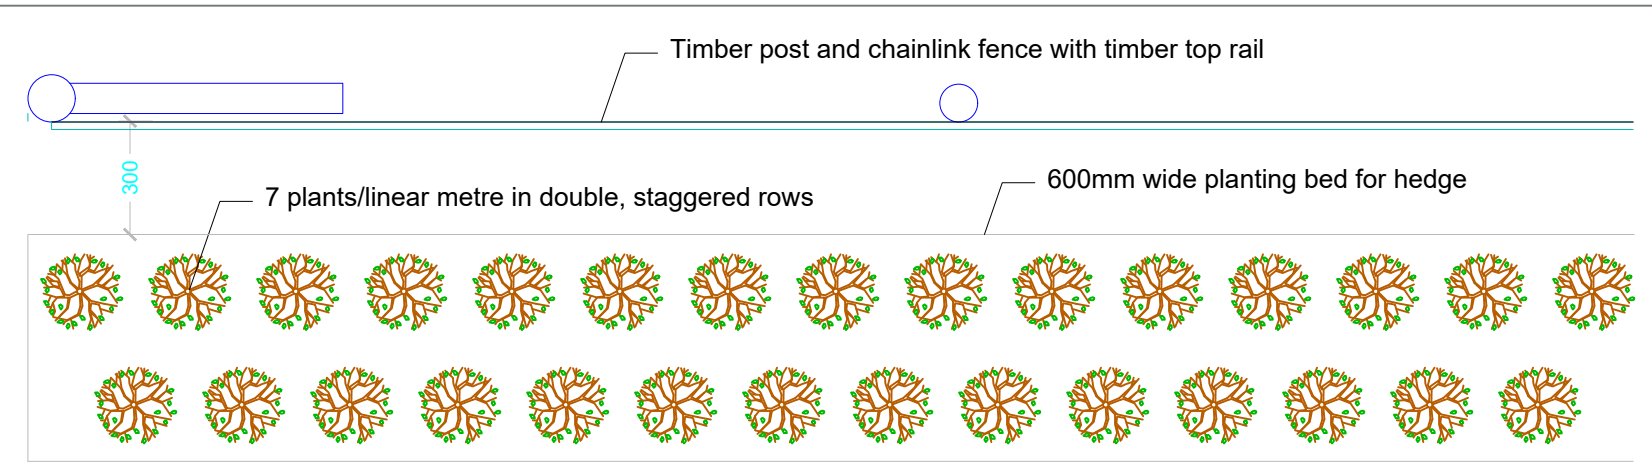 Timber post and chainlink fence with timber top rail
600mm wide planting bed for hedge
300
7 plants/linear metre in double, staggered rows